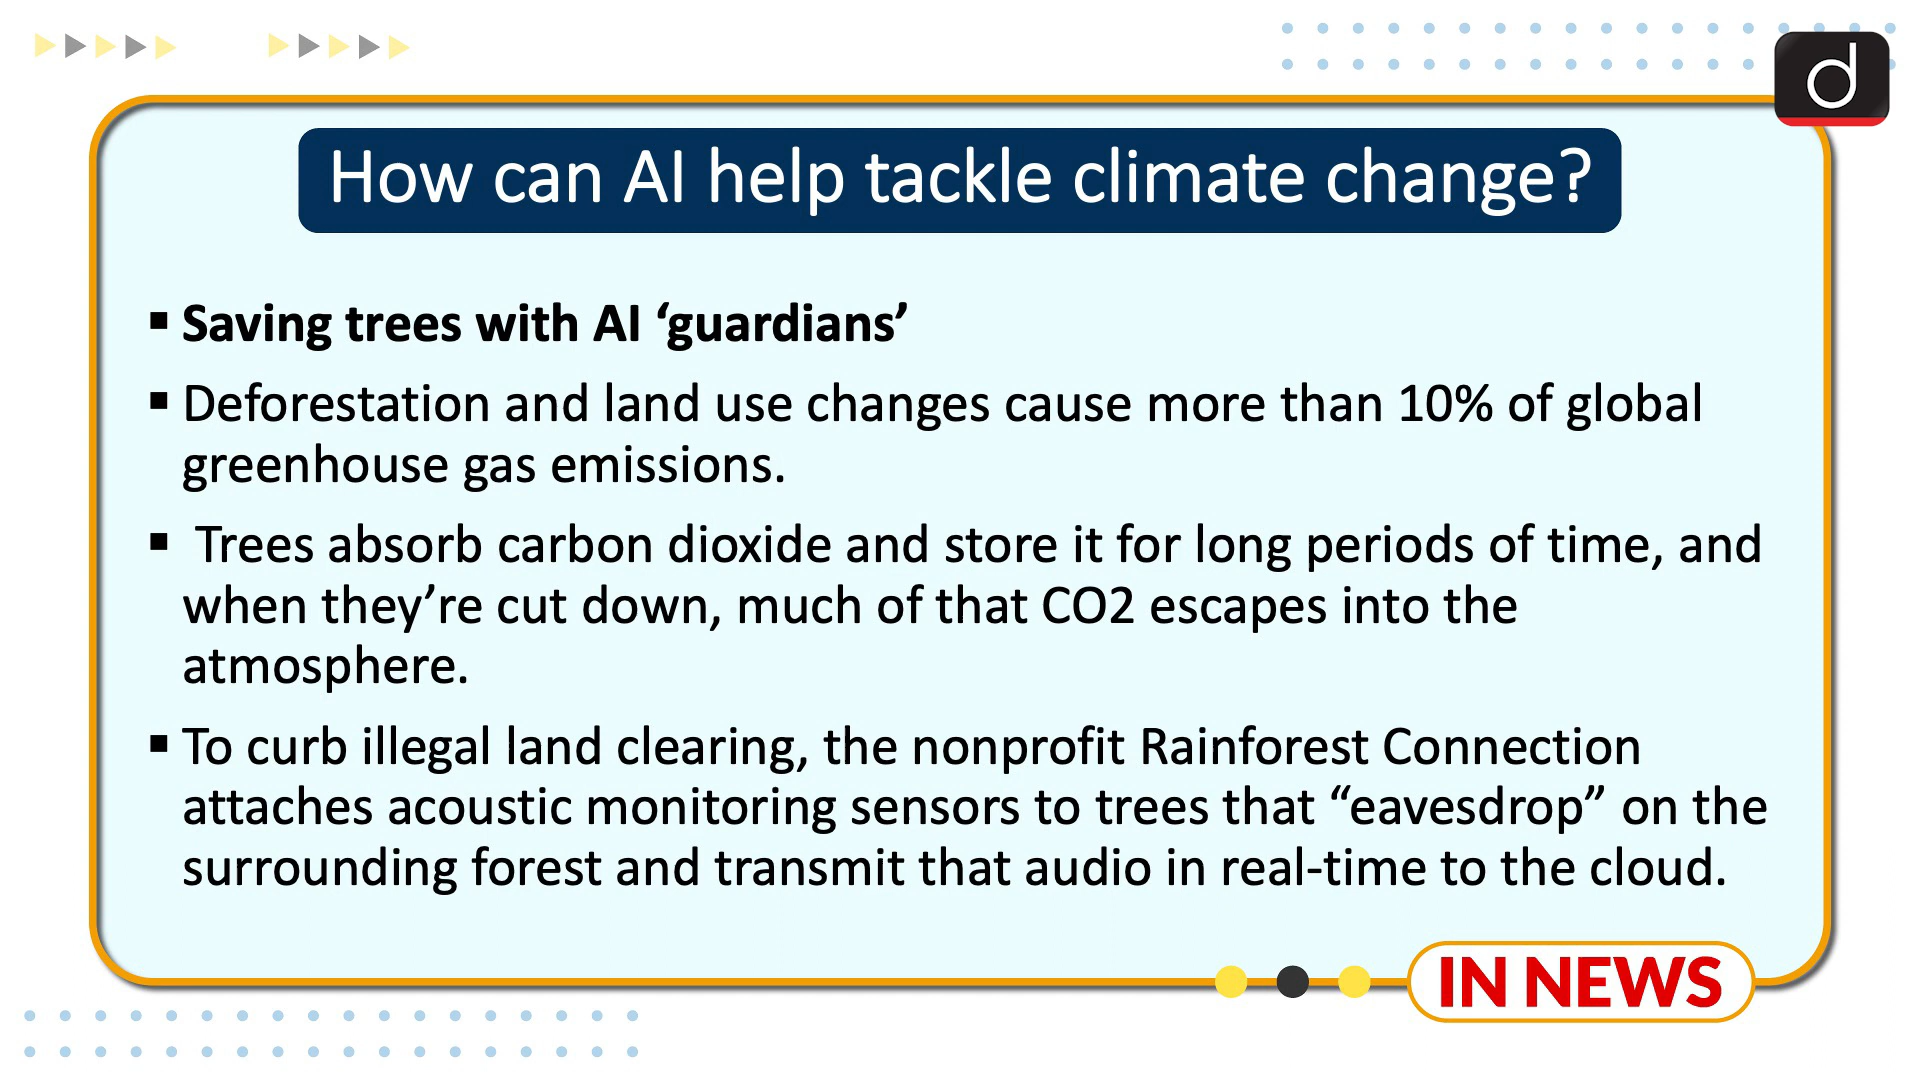 d
How can AI help tackle climate change?
▪ Saving trees with AI ‘guardians’
▪ Deforestation and land use changes cause more than 10% of global
greenhouse gas emissions.
▪ Trees absorb carbon dioxide and store it for long periods of time, and
when they’re cut down, much of that CO2 escapes into the
atmosphere.
▪ To curb illegal land clearing, the nonprofit Rainforest Connection
attaches acoustic monitoring sensors to trees that “eavesdrop” on the
surrounding forest and transmit that audio in real-time to the cloud.
IN NEWS